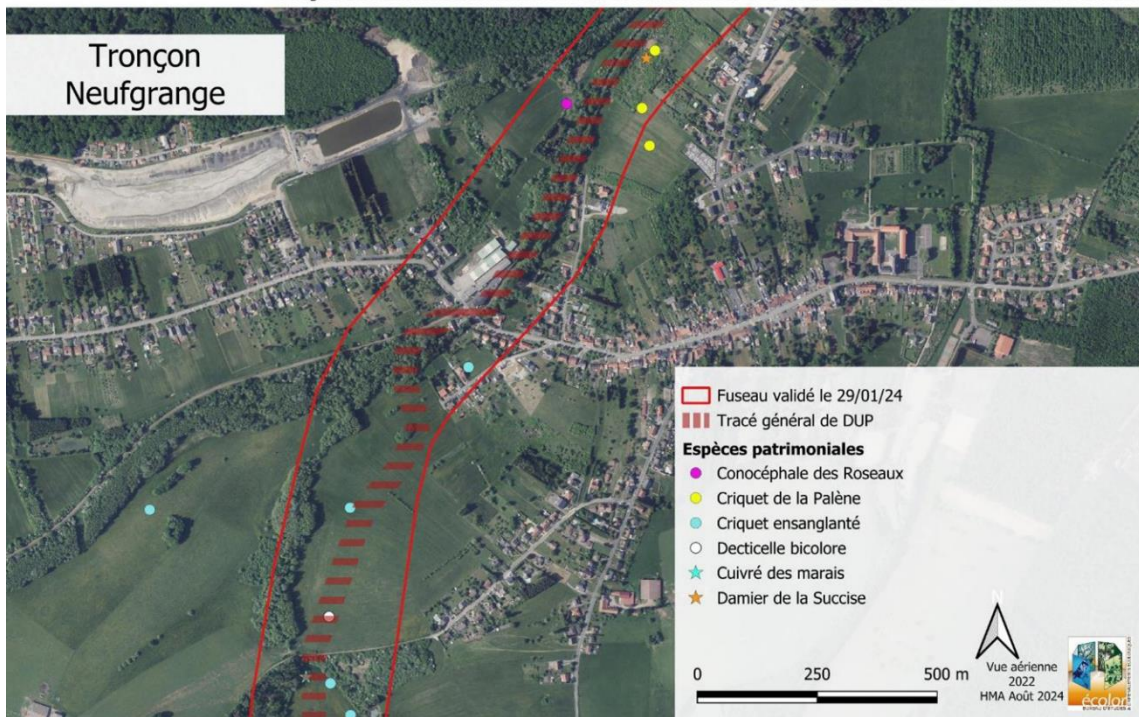 Tronçon
Neufgrange
Fuseau validé le 29/01/24
Tracé général de DUP
Espèces patrimoniales
Conocéphale des Roseaux
Criquet de la Palène
Criquet ensanglanté
Decticelle bicolore
Cuivré des marais
Damier de la Succise
N
0 250 500 m
Vue aérienne
2022
HMA Août 2024
écolor